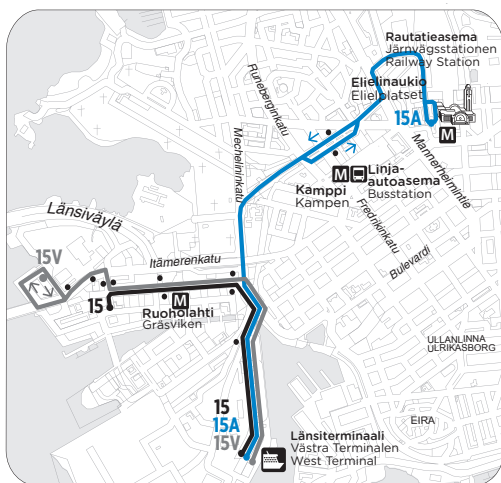 Rautatieasema
Järnvägsstationen
Railway Station
Elielinaukio
Elielplatset
15A
M
Runeberginkatu
Mechelininkatu
Mannerheimintie
M
Linja-
autoasema
Busstation
Kamppi
Kampen
Fredrikinkatu
Bulevardi
Länsiväylä
15V
Itämerenkatu
15
M
Ruoholahti
Gräsviken
ULLANLINNA
ULRIKASBORG
EIRA
15
15A
15V
Länsiterminaali
Västra Terminalen
West Terminal